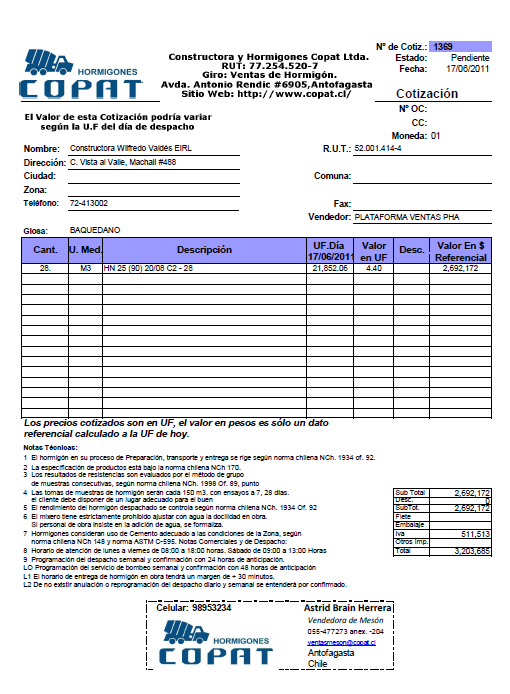 HORMIGONES
COPAT
Constructora y Hormigones Copat Ltda.
RUT: 77.254.520-7
Giro: Ventas de Hormigón.
Avda. Antonio Rendic #6905,Antofagasta
Sitio Web: http://www.copat.cl/
N° de Cotiz.: 1369
Estado: Pendiente
Fecha: 17/06/2011
Cotización
N° OC:
CC:
Moneda: 01
El Valor de esta Cotización podría variar
según la U.F del día de despacho
Nombre: Constructora Wilfredo Valdés EIRL
R.U.T.: 52.001.414-4
Dirección: C. Vista al Valle, Machali #488
Ciudad:
Comuna:
Zona:
Teléfono: 72-413002
Fax:
Vendedor: PLATAFORMA VENTAS PHA
Glosa: BAQUEDANO
Cant. U. Med. Descripción UF.Día 17/06/2011 Valor en UF Desc. Valor En $ Referencial
28. M3 HN 25 (90) 20/08 C2 - 28 21,852.06 4.40 2,692,172
Los precios cotizados son en UF, el valor en pesos es sólo un dato
referencial calculado a la UF de hoy.
Notas Técnicas:
1 El hormigón en su proceso de Preparación, transporte y entrega se rige según norma chilena NCh. 1934 of. 92.
2 La especificación de productos está bajo la norma chilena NCh 170.
3 Los resultados de resistencias son evaluados por el método de grupo
de muestras consecutivas, según norma chilena NCh. 1998 Of. 89, punto
4 Las tomas de muestras de hormigón serán cada 150 m3. con ensayos a 7, 28 días.
el cliente debe disponer de un lugar adecuado para el buen
5 El rendimiento del hormigón despachado se controla según norma chilena NCh. 1934 Of. 92
6 El mixero tiene estrictamente prohibido ajustar con agua la docilidad en obra.
Si personal de obra insiste en la adición de agua, se formaliza.
7 Hormigones consideran uso de Cemento adecuado a las condiciones de la Zona, según
norma chilena NCh 148 y norma ASTM C-595. Notas Comerciales y de Despacho:
8 Horario de atención de lunes a viernes de 08:00 a 18:00 horas. Sábado de 09:00 a 13:00 Horas
9 Programación del despacho semanal y confirmación con 24 horas de anticipación.
LO Programación del servicio de bombeo semanal y confirmación con 48 horas de anticipación
L1 El horario de entrega de hormigón en obra tendrá un margen de + 30 minutos.
L2 De no existir anulación o reprogramación del despacho diario y semanal se entenderá por confirmado.
Sub Total 2,692,172
Desc. 0
SubTot. 2,692,172
Flete
Embalaje
Iva 511,513
Otros Imp.
Total 3,203,685
Celular: 98953234
HORMIGONES
COPAT
Astrid Brain Herrera
Vendedora de Mesón
055-477273 anex. -204
ventasmeson@copat.cl
Antofagasta
Chile